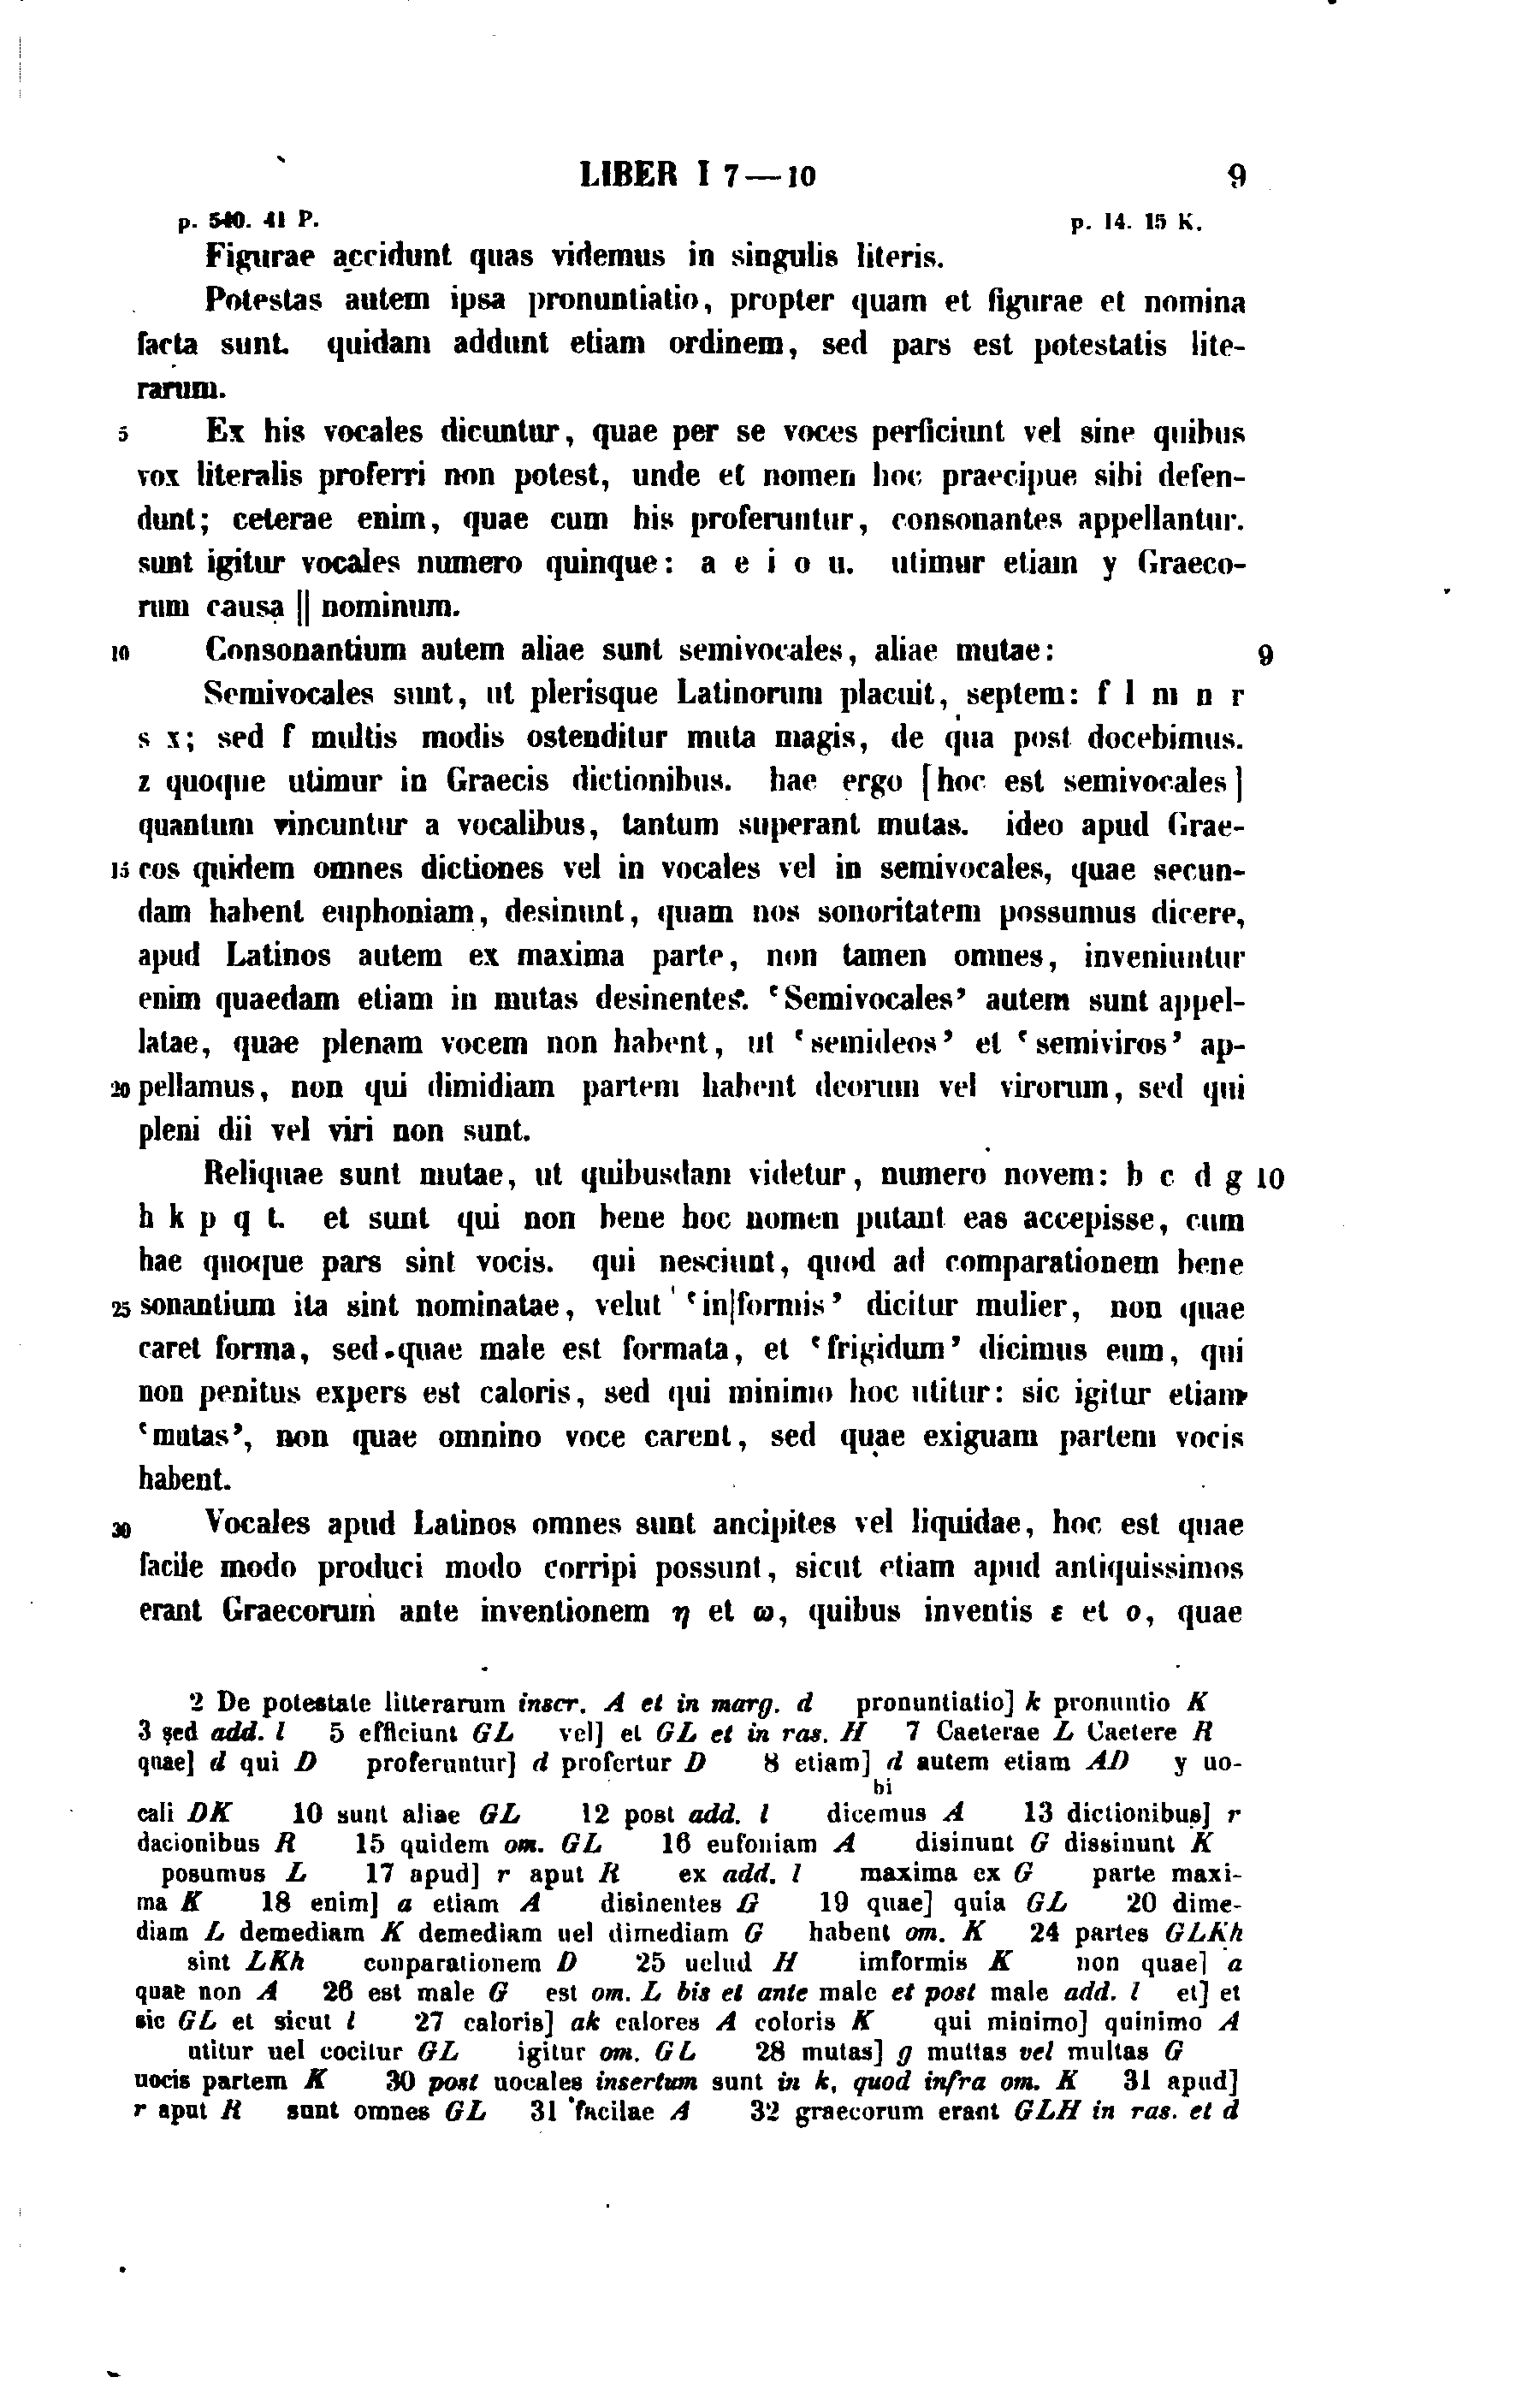 LIBER I 7—10 9
p. 540. 41 P. p. 14. 15 K.
Figurae accidunt quas videmus in singulis literis.
Potestas autem ipsa pronuntiatio, propter quam et figurae et nomina
facta sunt. quidam addunt etiam ordinem, sed pars est potestatis lite-
rarum.
5 Ex his vocales dicuntur, quae per se voces perficiunt vel sine quibus
vox literalis proferri non potest, unde et nomen hoc praecipue sibi defen-
dunt; ceterae enim, quae cum his proferuntur, consonantes appellantur.
sunt igitur vocales numero quinque: a e i o u. utimur etiam y Graeco-
rum causa || nominum.
10 Consonantium autem aliae sunt semivocales, aliae mutae: 9
Semivocales sunt, ut plerisque Latinorum placuit, septem: f l m n r
s x; sed f multis modis ostenditur muta magis, de qua post docebimus.
z quoque utimur in Graecis dictionibus. hae ergo [hoc est semivocales]
quantum vincuntur a vocalibus, tantum superant mutas. ideo apud Grae-
15 cos quidem omnes dictiones vel in vocales vel in semivocales, quae secun-
dam habent euphoniam, desinunt, quam nos sonoritatem possumus dicere,
apud Latinos autem ex maxima parte, non tamen omnes, inveniuntur
enim quaedam etiam in mutas desinentes. ‘Semivocales’ autem sunt appel-
latae, quae plenam vocem non habent, ut ‘semideos’ et ‘semiviros’ ap-
20 pellamus, non qui dimidiam partem habent deorum vel virorum, sed qui
pleni dii vel viri non sunt.
Reliquae sunt mutae, ut quibusdam videtur, numero novem: b c d g 10
h k p q t. et sunt qui non bene hoc nomen putant eas accepisse, cum
hae quoque pars sint vocis. qui nesciunt, quod ad comparationem bene
25 sonantium ita sint nominatae, velut ‘in|formis’ dicitur mulier, non quae
caret forma, sed quae male est formata, et ‘frigidum’ dicimus eum, qui
non penitus expers est caloris, sed qui minimo hoc utitur: sic igitur etiam
‘mutas’, non quae omnino voce carent, sed quae exiguam partem vocis
habent.
30 Vocales apud Latinos omnes sunt ancipites vel liquidae, hoc est quae
facile modo produci modo corripi possunt, sicut etiam apud antiquissimos
erant Graecorum ante inventionem η et ω, quibus inventis ε et ο, quae
2 De potestate litterarum inscr. A et in marg. d pronuntiatio] k pronuntio K
3 sed add. l 5 efficiunt GL vel] et GL et in ras. H 7 Caeterae L Caetere R
quae] d qui D proferuntur] d profertur D 8 etiam] d autem etiam AD y uo-
bi
cali DK 10 sunt aliae GL 12 post add. l dicemus A 13 dictionibus] r
dacionibus R 15 quidem om. GL 16 eufoniam A disinunt G dissinunt K
posumus L 17 apud] r aput R ex add. l maxima ex G parte maxi-
ma K 18 enim] a etiam A disinentes G 19 quae] quia GL 20 dime-
diam L demediam K demediam uel dimediam G habent om. K 24 partes GLKh
sint LKh conparationem D 25 uelud H imformis K non quae] a
quae non A 26 est male G est om. L bis et ante male et post male add. l et] et
sic GL et sicut l 27 caloris] ak calores A coloris K qui minimo] quinimo A
utitur uel cocitur GL igitur om. GL 28 mutas] g muttas vel multas G
uocis partem K 30 post uocales insertum sunt in k, quod infra om. K 31 apud]
r aput R sunt omnes GL 31 facilae A 32 graecorum erant GLH in ras. et d